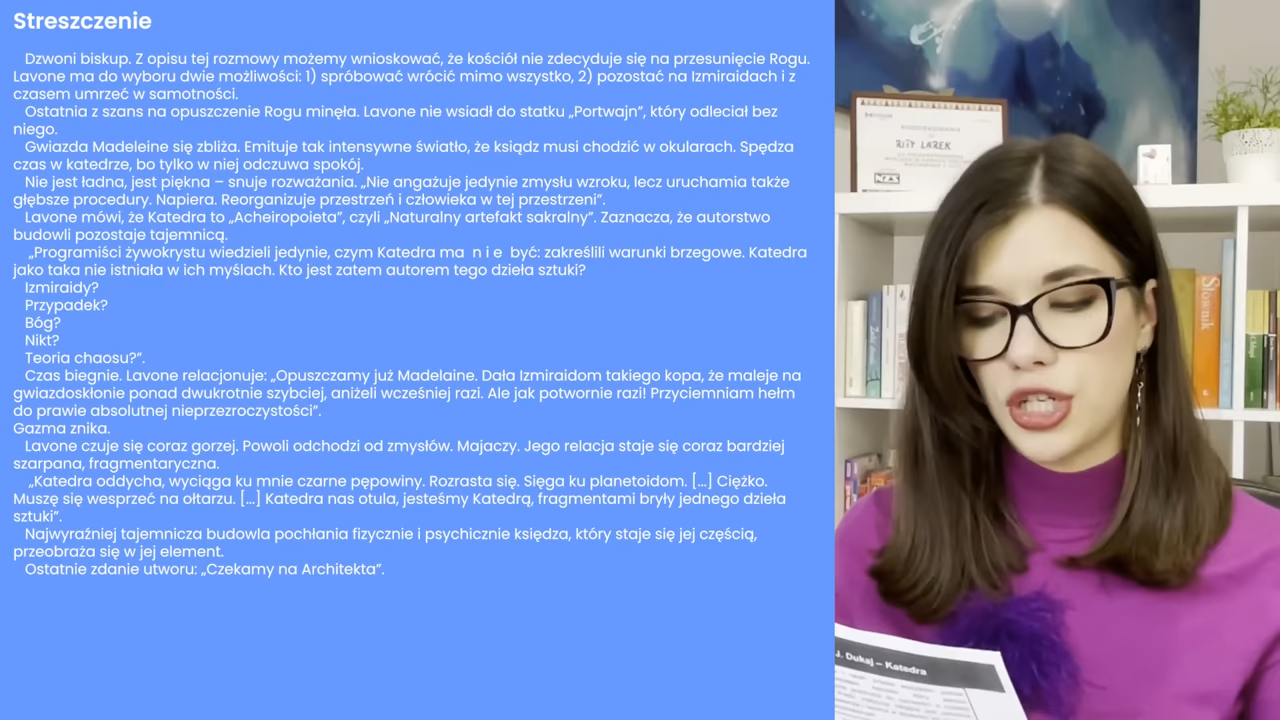 Streszczenie
Dzwoni biskup. Z opisu tej rozmowy możemy wnioskować, że kościół nie zdecyduje się na przesunięcie Rogu.
Lavone ma do wyboru dwie możliwości: 1) spróbować wrócić mimo wszystko, 2) pozostać na Izmiraidach i z
czasem umrzeć w samotności.
Ostatnia z szans na opuszczenie Rogu minęła. Lavone nie wsiadł do statku „Portwajn”, który odleciał bez
niego.
Gwiazda Madeleine się zbliża. Emituje tak intensywne światło, że ksiądz musi chodzić w okularach. Spędza
czas w katedrze, bo tylko w niej odczuwa spokój.
Nie jest ładna, jest piękna – snuje rozważania. „Nie angażuje jedynie zmysłu wzroku, lecz uruchamia także
głębsze procedury. Napiera. Reorganizuje przestrzeń i człowieka w tej przestrzeni”.
Lavone mówi, że Katedra to „Acheiropoieta”, czyli „Naturalny artefakt sakralny”. Zaznacza, że autorstwo
budowli pozostaje tajemnicą.
„Programiści żywokrystu wiedzieli jedynie, czym Katedra ma n i e być: zakreślili warunki brzegowe. Katedra
jako taka nie istniała w ich myślach. Kto jest zatem autorem tego dzieła sztuki?
Izmiraidy?
Przypadek?
Bóg?
Nikt?
Teoria chaosu?”.
Czas biegnie. Lavone relacjonuje: „Opuszczamy już Madelaine. Dała Izmiraidom takiego kopa, że maleje na
gwiazdoskłonie ponad dwukrotnie szybciej, aniżeli wcześniej razi. Ale jak potwornie razi! Przyciemniam hełm
do prawie absolutnej nieprzezroczystości”.
Gazma znika.
Lavone czuje się coraz gorzej. Powoli odchodzi od zmysłów. Majaczy. Jego relacja staje się coraz bardziej
szarpana, fragmentaryczna.
„Katedra oddycha, wyciąga ku mnie czarne pępowiny. Rozrasta się. Sięga ku planetoidom. [...] Ciężko.
Muszę się wesprzeć na ołtarzu. [...] Katedra nas otula, jesteśmy Katedrą, fragmentami bryły jednego dzieła
sztuki”.
Najwyraźniej tajemnicza budowla pochłania fizycznie i psychicznie księdza, który staje się jej częścią,
przeobraża się w jej element.
Ostatnie zdanie utworu: „Czekamy na Architekta”.
RITY LAREK
Słownik
J. Dukaj – Katedra